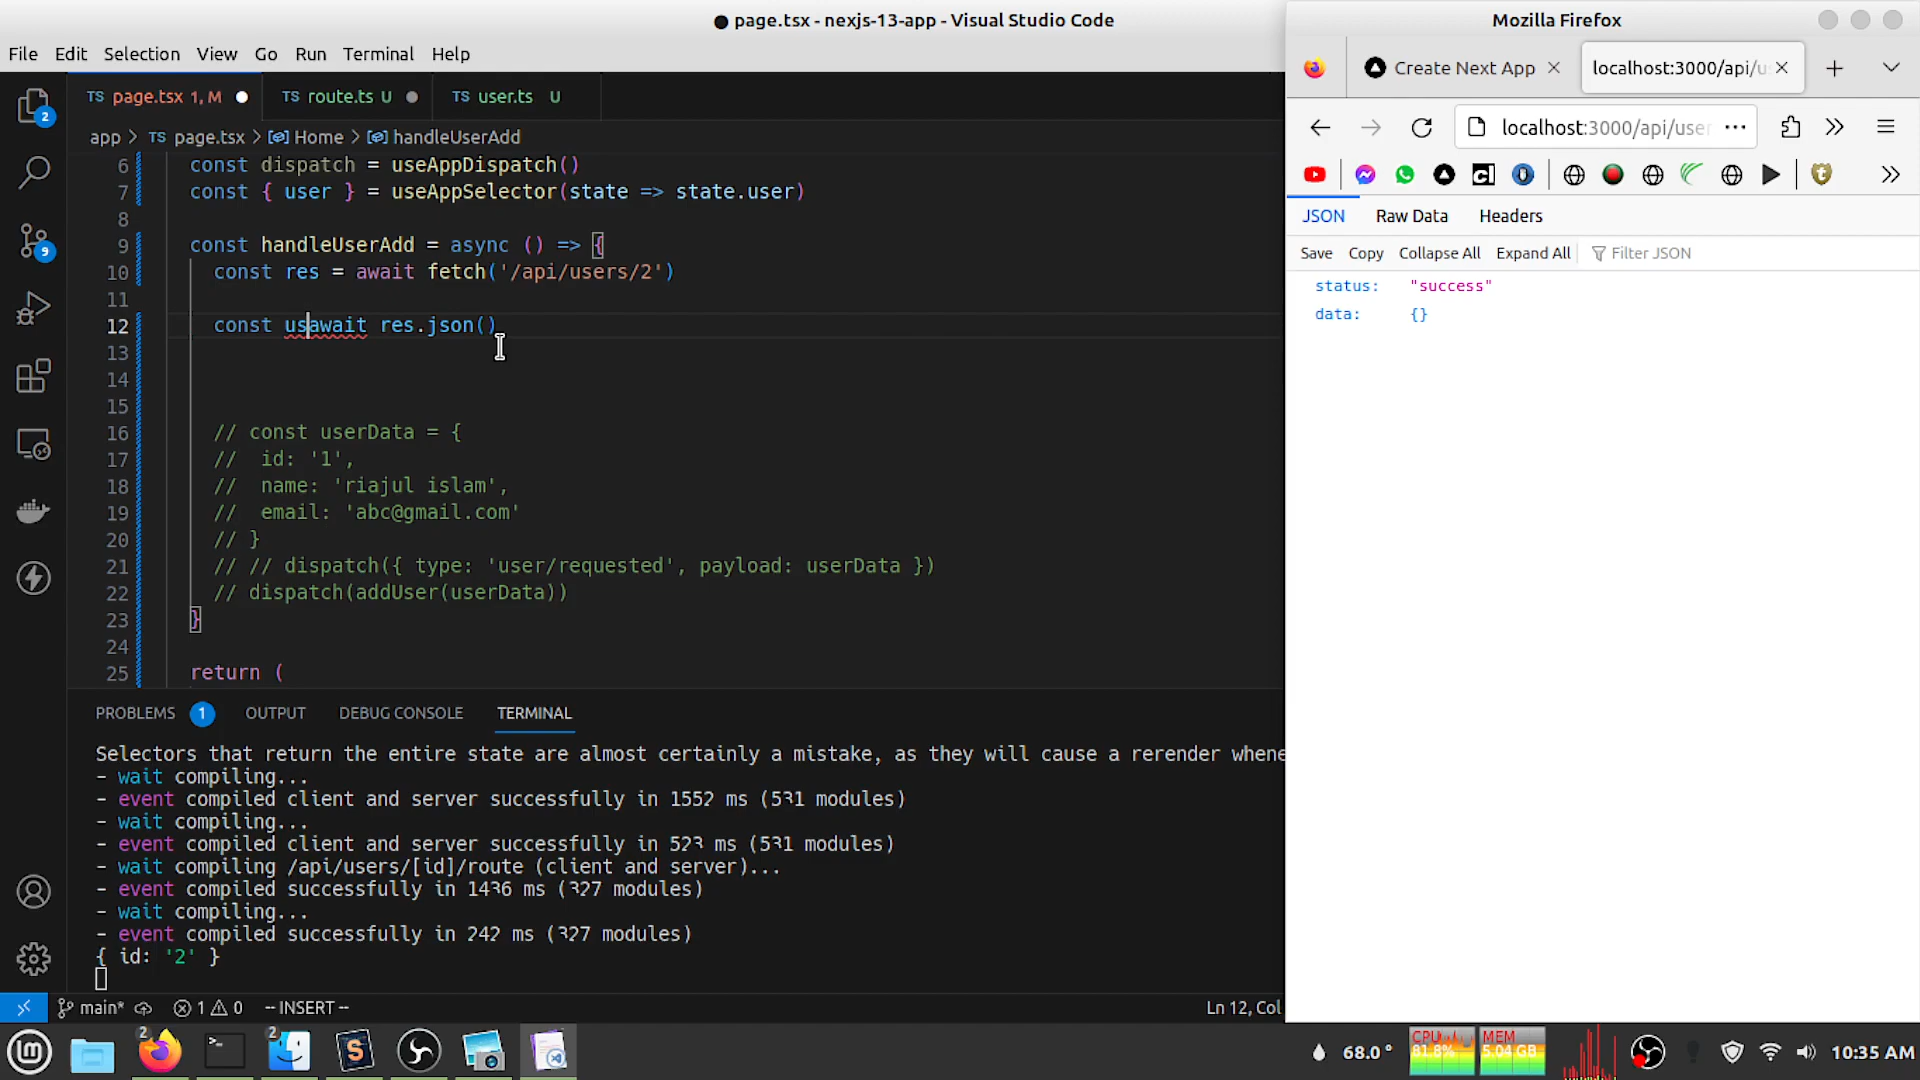 ● page.tsx - nexjs-13-app - Visual Studio Code
File Edit Selection View Go Run Terminal Help
TS page.tsx 1, M ● TS route.ts U ● TS user.ts U
app > TS page.tsx > Home > handleUserAdd
6 const dispatch = useAppDispatch()
7 const { user } = useAppSelector(state => state.user)
8
9 const handleUserAdd = async () => {
10 const res = await fetch('/api/users/2')
11
12 const usawait res.json()
13
14
15
16 // const userData = {
17 // id: '1',
18 // name: 'riajul islam',
19 // email: 'abc@gmail.com'
20 // }
21 // // dispatch({ type: 'user/requested', payload: userData })
22 // dispatch(addUser(userData))
23 }
24
25 return (
PROBLEMS 1 OUTPUT DEBUG CONSOLE TERMINAL
Selectors that return the entire state are almost certainly a mistake, as they will cause a rerender whene
- wait compiling...
- event compiled client and server successfully in 1552 ms (531 modules)
- wait compiling...
- event compiled client and server successfully in 523 ms (531 modules)
- wait compiling /api/users/[id]/route (client and server)...
- event compiled successfully in 1436 ms (327 modules)
- wait compiling...
- event compiled successfully in 242 ms (327 modules)
{ id: '2' }
main* 1 0 -- INSERT -- Ln 12, Col
2
9
Mozilla Firefox
Create Next App localhost:3000/api/u
localhost:3000/api/user ...
JSON Raw Data Headers
Save Copy Collapse All Expand All Filter JSON
status: "success"
data: {}
2 2 68.0 ° CPU 81.8% MEM 5.04 GB 10:35 AM